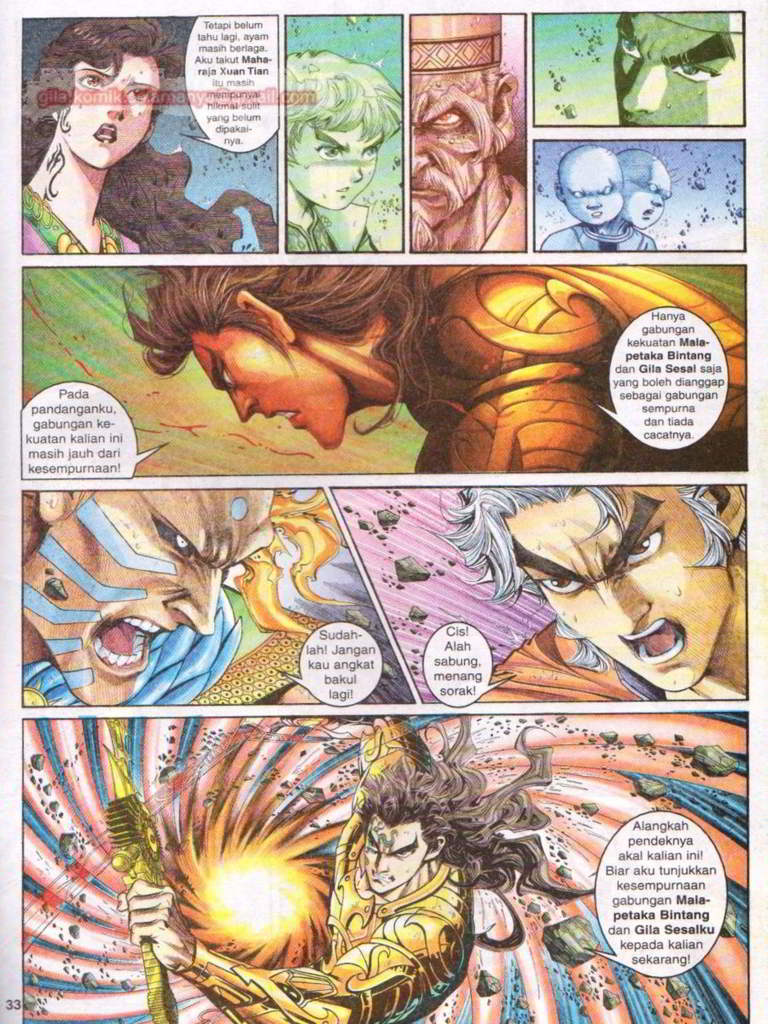 Tetapi belum
tahu lagi, ayam
masih berlaga.
Aku takut Maha-
raja Xuan Tian
itu masih
mempunyai
hikmat sulit
yang belum
dipakai-
nya.
Hanya
gabungan
kekuatan Mala-
petaka Bintang
dan Gila Sesal saja
yang boleh dianggap
sebagai gabungan
sempurna
dan tiada
cacatnya.
Pada
pandanganku,
gabungan ke-
kuatan kalian ini
masih jauh dari
kesempurnaan!
Sudah-
lah! Jangan
kau angkat
bakul
lagi!
Cis!
Alah
sabung,
menang
sorak!
Alangkah
pendeknya
akal kalian ini!
Biar aku tunjukkan
kesempurnaan
gabungan Mala-
petaka Bintang
dan Gila Sesalku
kepada kalian
sekarang!
33